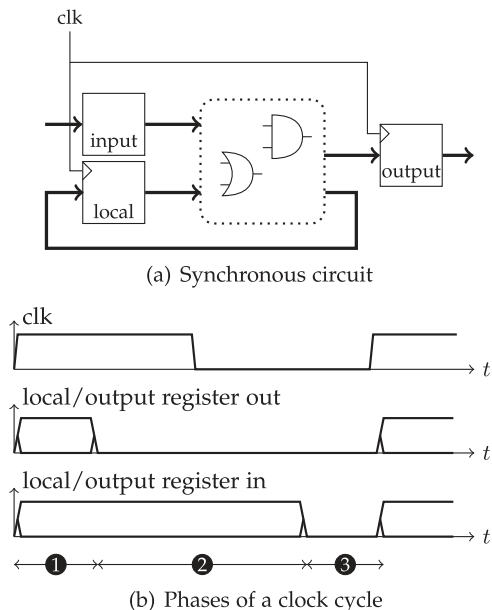 clk
input
local
output
(a) Synchronous circuit
clk
t
local/output register out
t
local/output register in
t
1 2 3
(b) Phases of a clock cycle